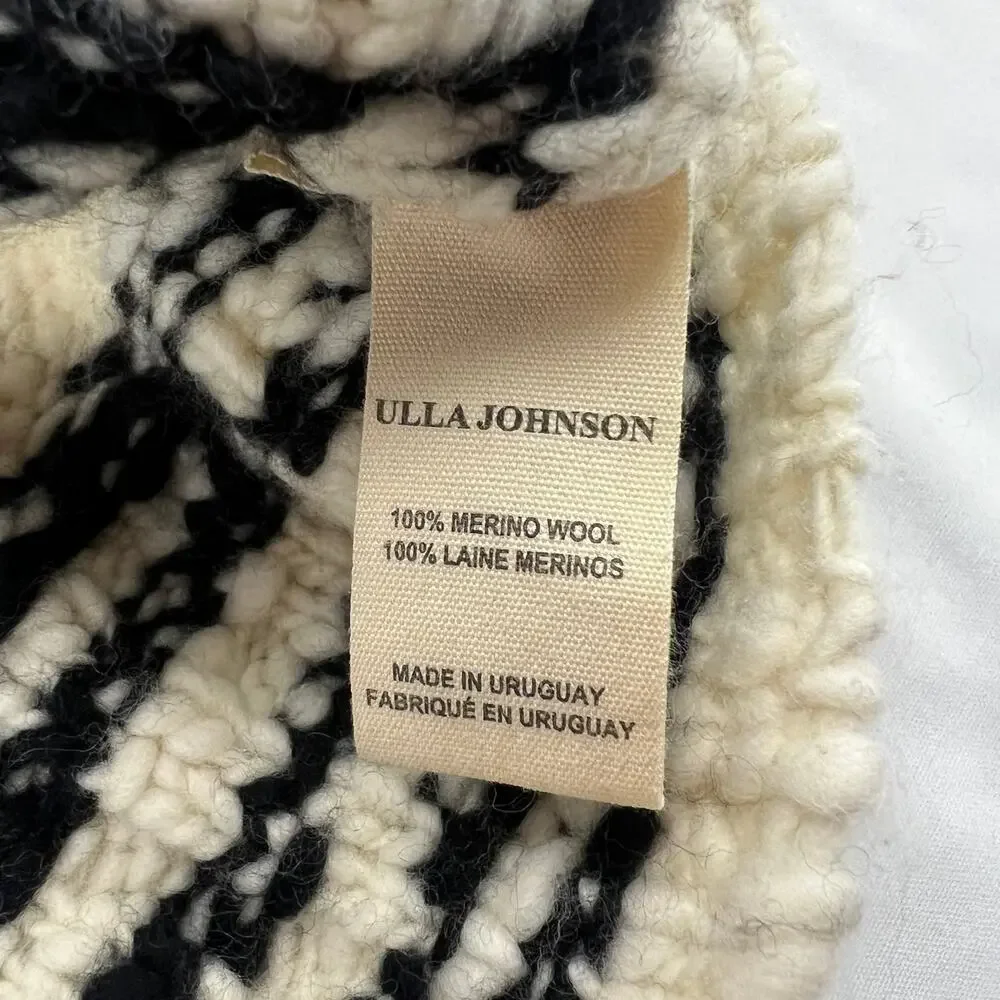 ULLA JOHNSON
100% MERINO WOOL
100% LAINE MERINOS
MADE IN URUGUAY
FABRIQUÉ EN URUGUAY